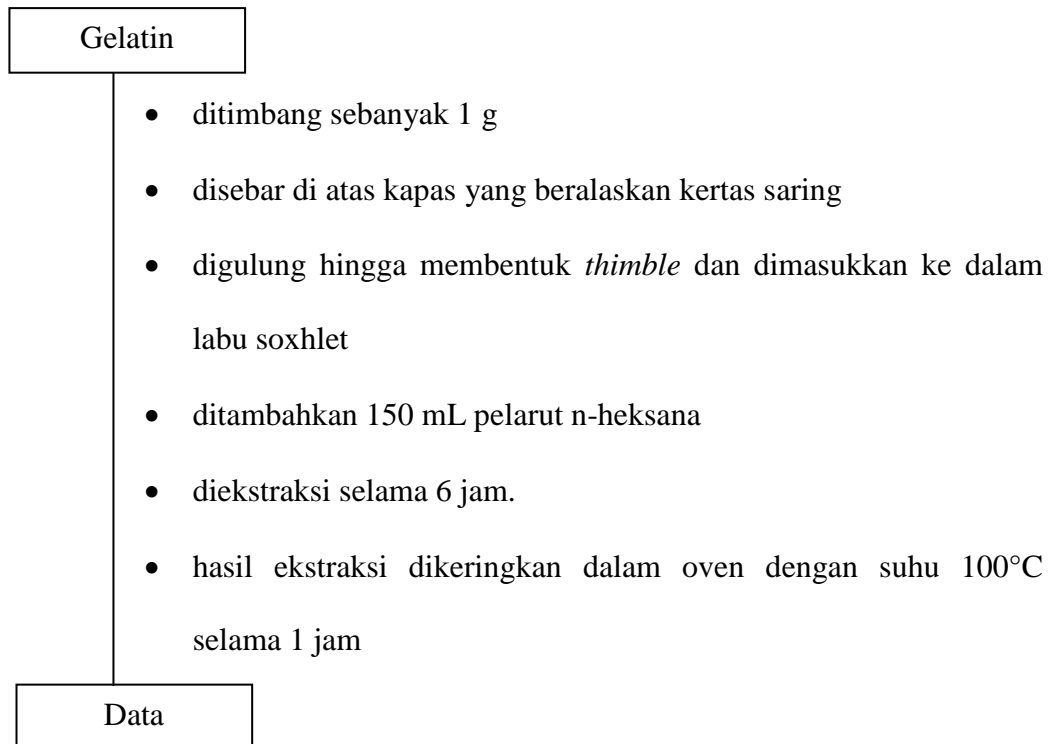 Gelatin
• ditimbang sebanyak 1 g
• disebar di atas kapas yang beralaskan kertas saring
• digulung hingga membentuk thimble dan dimasukkan ke dalam
labu soxhlet
• ditambahkan 150 mL pelarut n-heksana
• diekstraksi selama 6 jam.
• hasil ekstraksi dikeringkan dalam oven dengan suhu 100°C
selama 1 jam
Data